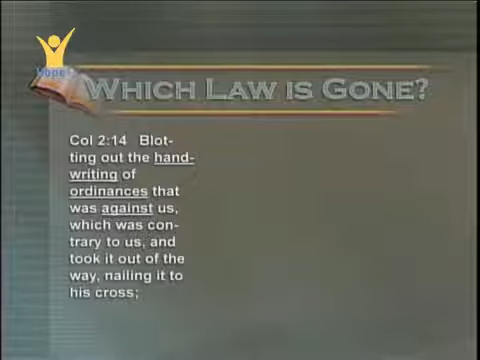 Hope
WHICH LAW IS GONE?
Col 2:14 Blot-
ting out the hand-
writing of
ordinances that
was against us,
which was con-
trary to us, and
took it out of the
way, nailing it to
his cross;